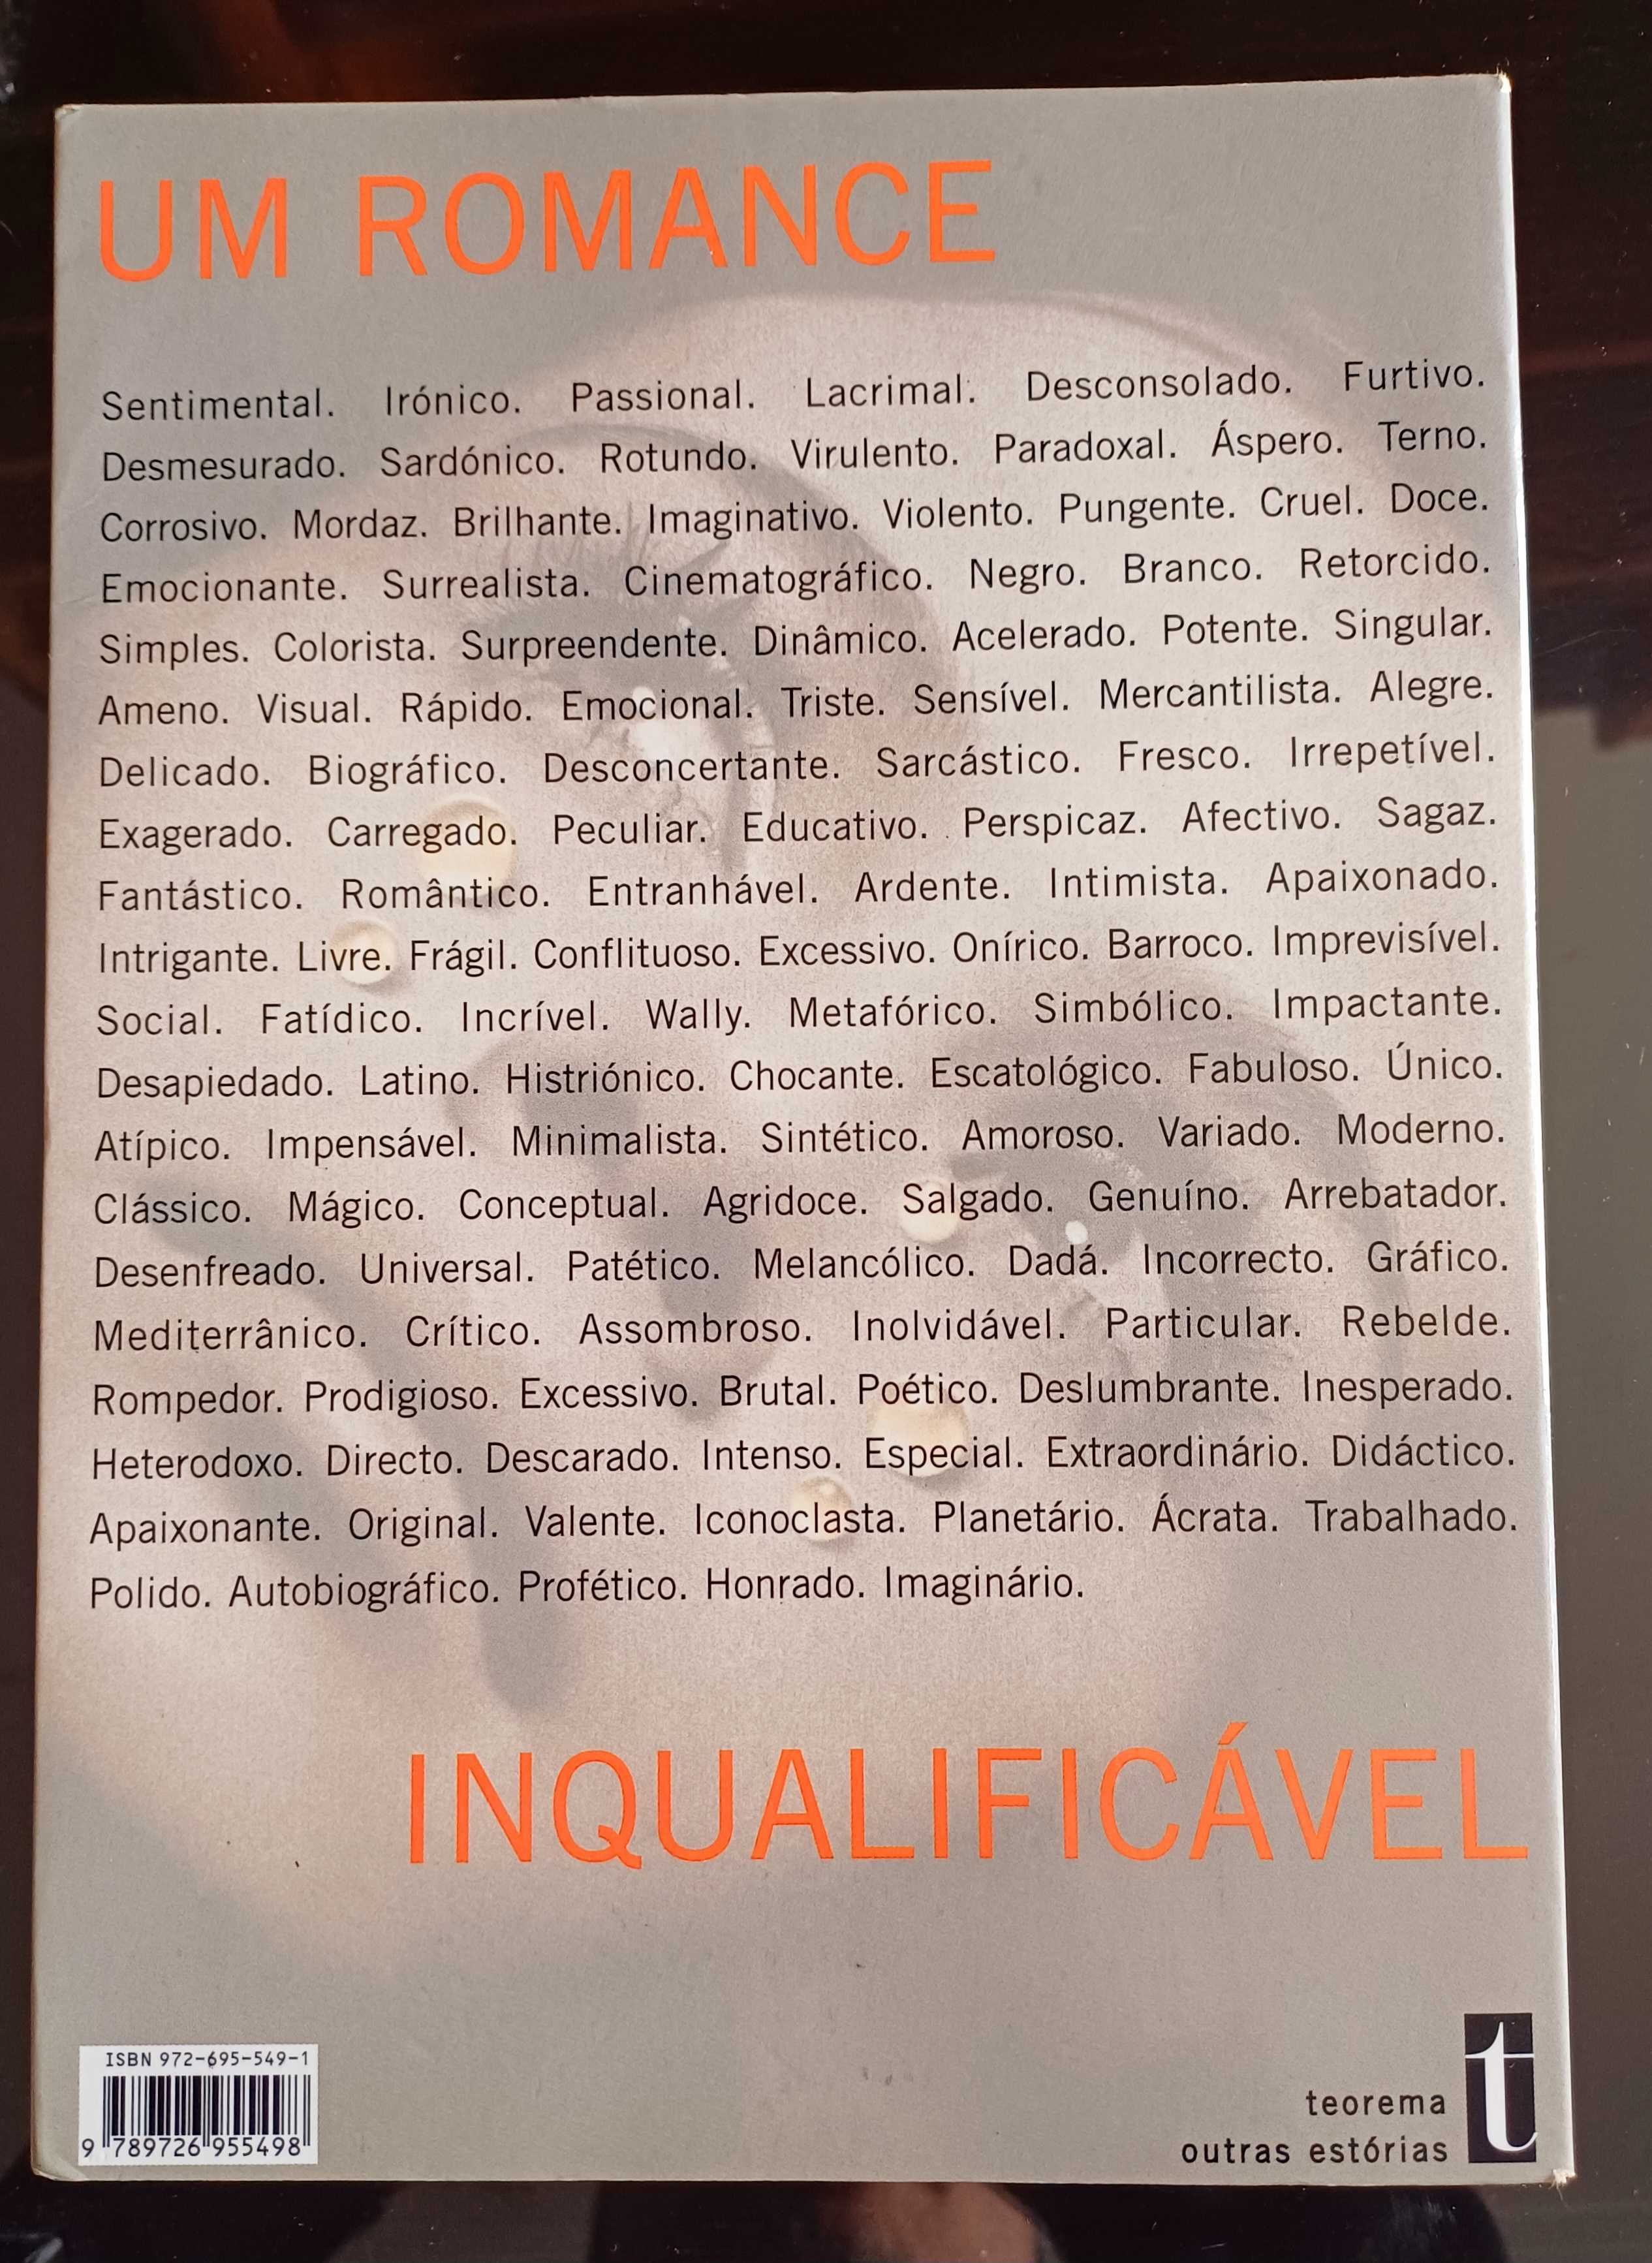 UM ROMANCE
Sentimental. Irónico. Passional. Lacrimal. Desconsolado. Furtivo.
Desmesurado. Sardónico. Rotundo. Virulento. Paradoxal. Áspero. Terno.
Corrosivo. Mordaz. Brilhante. Imaginativo. Violento. Pungente. Cruel. Doce.
Emocionante. Surrealista. Cinematográfico. Negro. Branco. Retorcido.
Simples. Colorista. Surpreendente. Dinâmico. Acelerado. Potente. Singular.
Ameno. Visual. Rápido. Emocional. Triste. Sensível. Mercantilista. Alegre.
Delicado. Biográfico. Desconcertante. Sarcástico. Fresco. Irrepetível.
Exagerado. Carregado. Peculiar. Educativo. Perspicaz. Afectivo. Sagaz.
Fantástico. Romântico. Entranhável. Ardente. Intimista. Apaixonado.
Intrigante. Livre. Frágil. Conflituoso. Excessivo. Onírico. Barroco. Imprevisível.
Social. Fatídico. Incrível. Wally. Metafórico. Simbólico. Impactante.
Desapiedado. Latino. Histriónico. Chocante. Escatológico. Fabuloso. Único.
Atípico. Impensável. Minimalista. Sintético. Amoroso. Variado. Moderno.
Clássico. Mágico. Conceptual. Agridoce. Salgado. Genuíno. Arrebatador.
Desenfreado. Universal. Patético. Melancólico. Dadá. Incorrecto. Gráfico.
Mediterrânico. Crítico. Assombroso. Inolvidável. Particular. Rebelde.
Rompedor. Prodigioso. Excessivo. Brutal. Poético. Deslumbrante. Inesperado.
Heterodoxo. Directo. Descarado. Intenso. Especial. Extraordinário. Didáctico.
Apaixonante. Original. Valente. Iconoclasta. Planetário. Ácrata. Trabalhado.
Polido. Autobiográfico. Profético. Honrado. Imaginário.
INQUALIFICÁVEL
ISBN 972-695-549-1
9 789726 955498
t
teorema
outras estórias